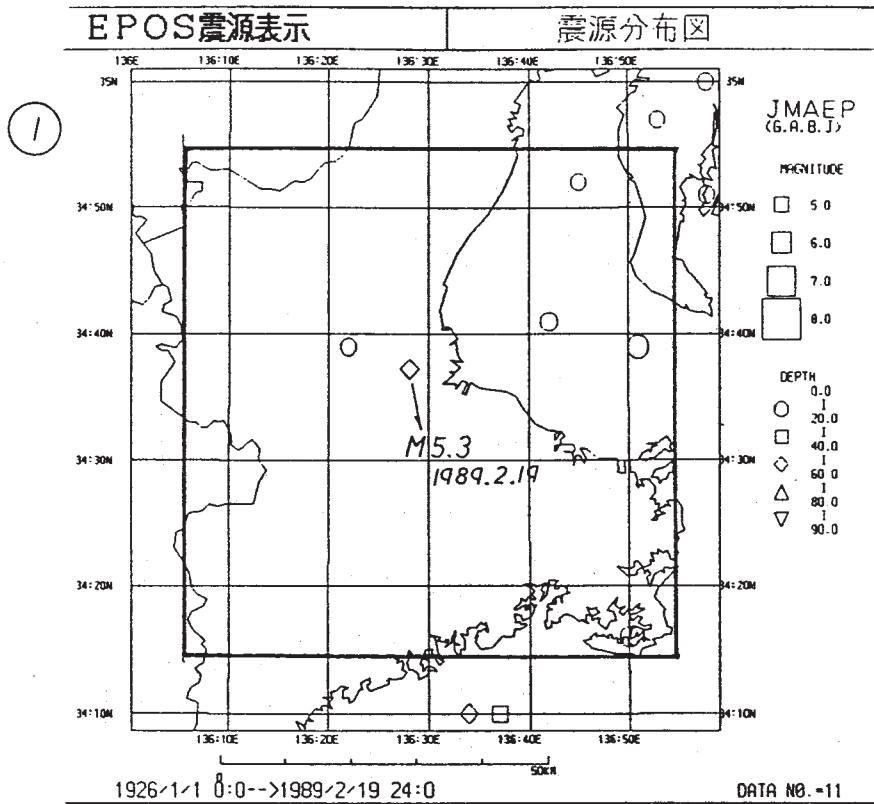 EPOS震源表示
震源分布図
①
136E 136:10E 136:20E 136:30E 136:40E 136:50E
35N 35N
34:50N 34:50N
34:40N 34:40N
34:30N 34:30N
34:20N 34:20N
34:10N 34:10N
136:10E 136:20E 136:30E 136:40E 136:50E
M5.3
1989.2.19
JMAEP
(G.A.B.J)
MAGNITUDE
5.0
6.0
7.0
8.0
DEPTH
0.0
I
20.0
I
40.0
I
60.0
I
80.0
I
90.0
0 50KM
1926/1/1 0:0-->1989/2/19 24:0
DATA NO.=11